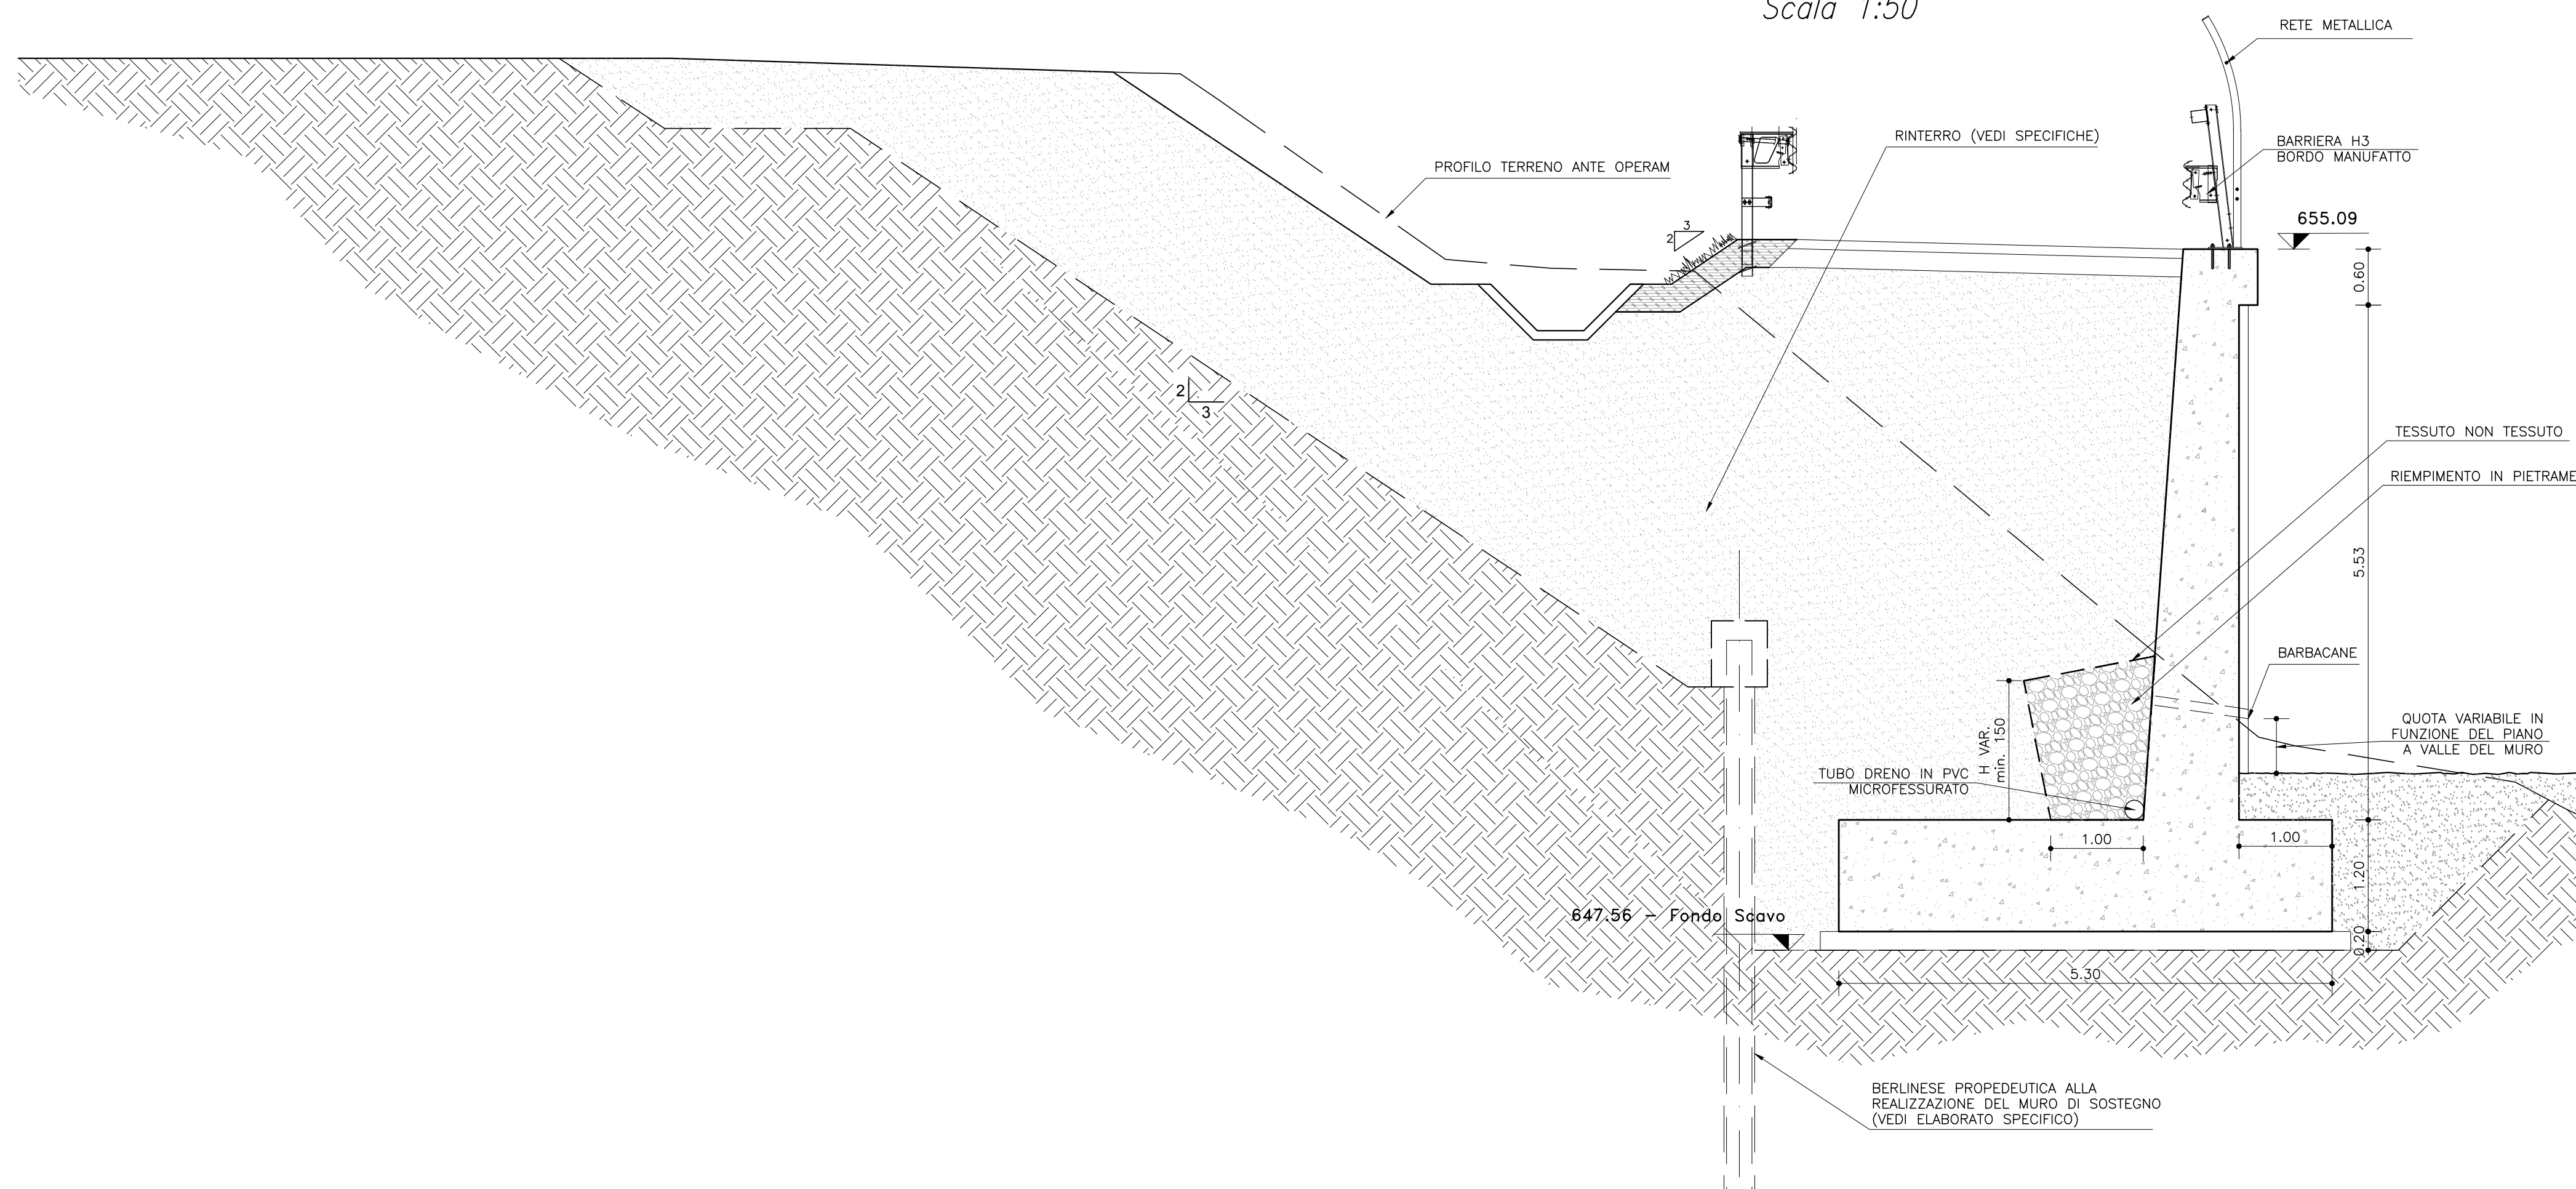 Scala 1:50
RETE METALLICA
RINTERRO (VEDI SPECIFICHE)
BARRIERA H3
BORDO MANUFATTO
PROFILO TERRENO ANTE OPERAM
655.09
3
2
0.60
2
3
TESSUTO NON TESSUTO
RIEMPIMENTO IN PIETRAME
5.53
BARBACANE
QUOTA VARIABILE IN
FUNZIONE DEL PIANO
A VALLE DEL MURO
H VAR.
min. 150
TUBO DRENO IN PVC
MICROFESSURATO
1.00
1.00
1.20
647.56 - Fondo Scavo
0.20
5.30
BERLINESE PROPEDEUTICA ALLA
REALIZZAZIONE DEL MURO DI SOSTEGNO
(VEDI ELABORATO SPECIFICO)